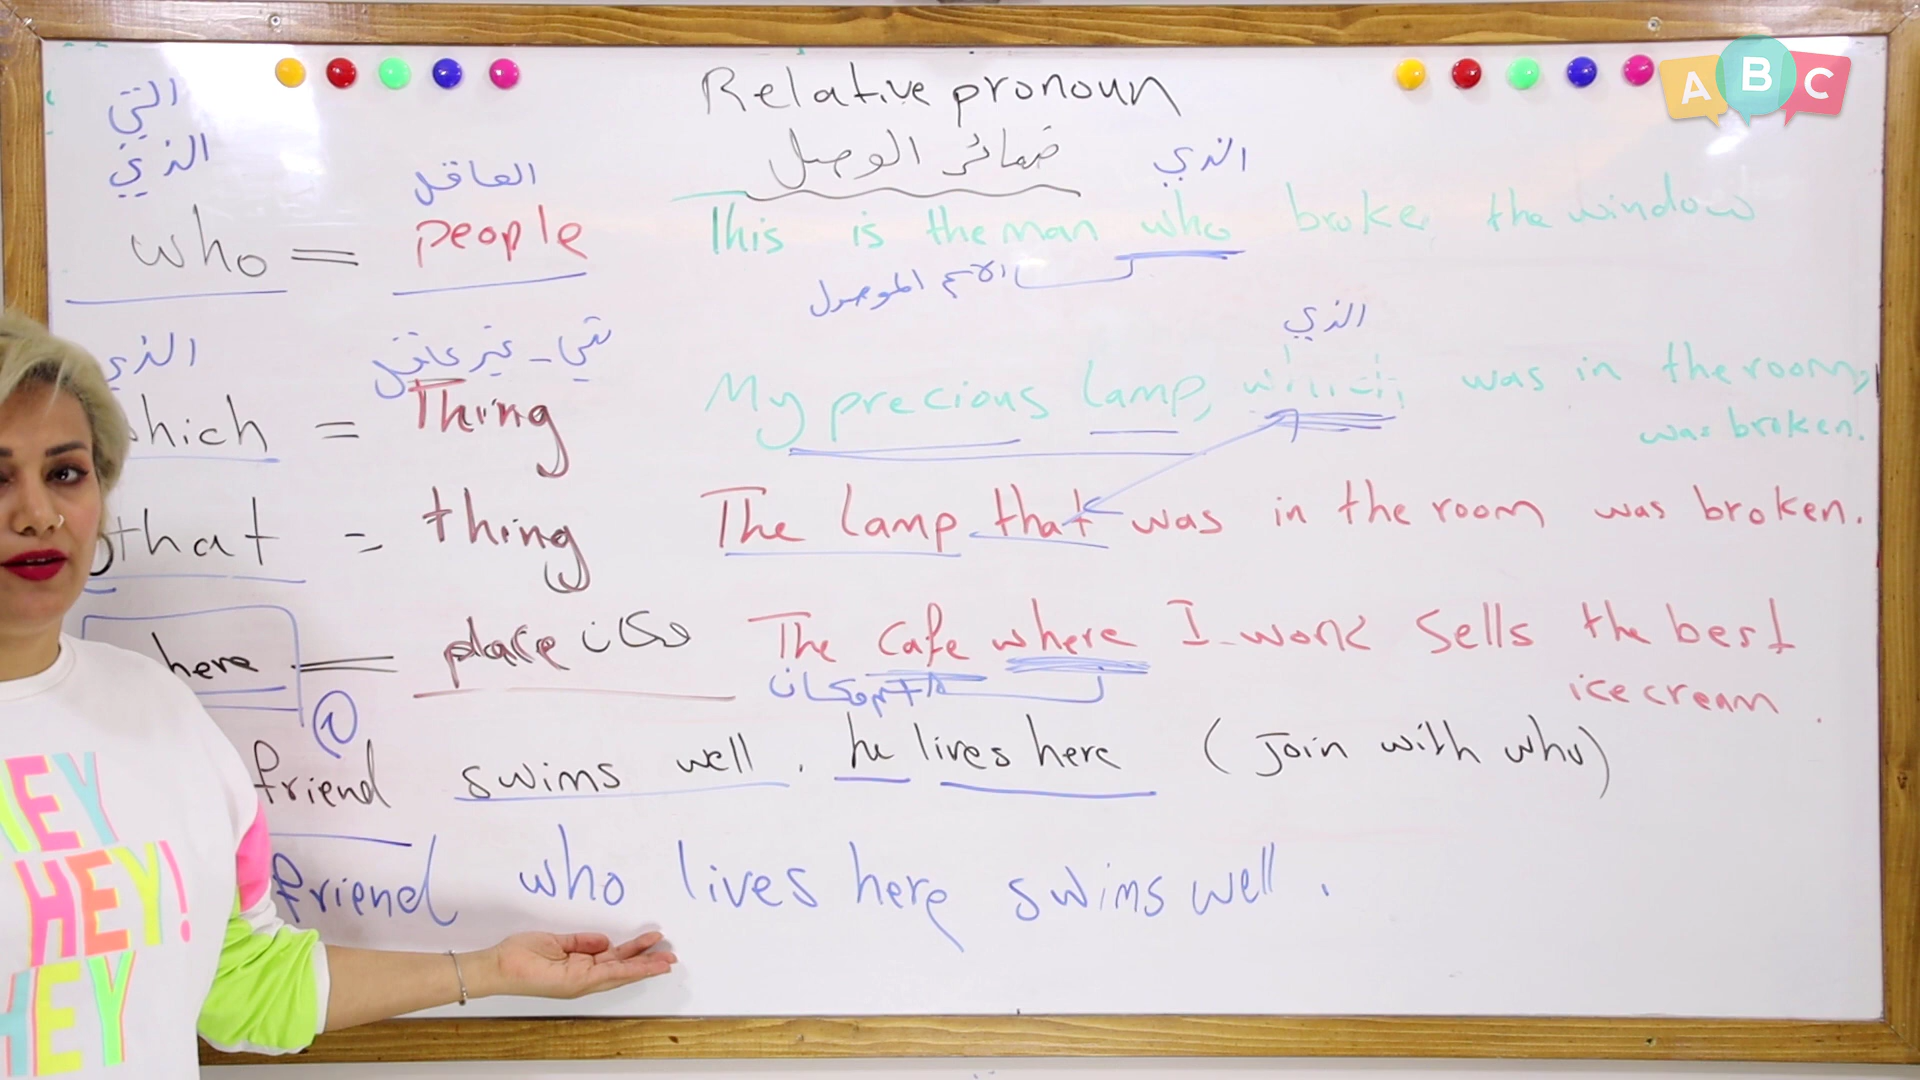 A B C
Relative pronoun
ضمائر الوصل
التي
الذي
who = people
العاقل
الذي
This is the man who broke the window
الاسم الموصول
الذي
شي - غير عاقل
hich = Thing
الذي
My precious lamp, was in the room,
was broken.
that = thing
The lamp that was in the room was broken.
here = place مكان
The cafe where I work sells the best
ice cream.
مكان
1
friend swims well. he lives here (Join with who)
friend who lives here swims well.
HEY
HEY!
HEY